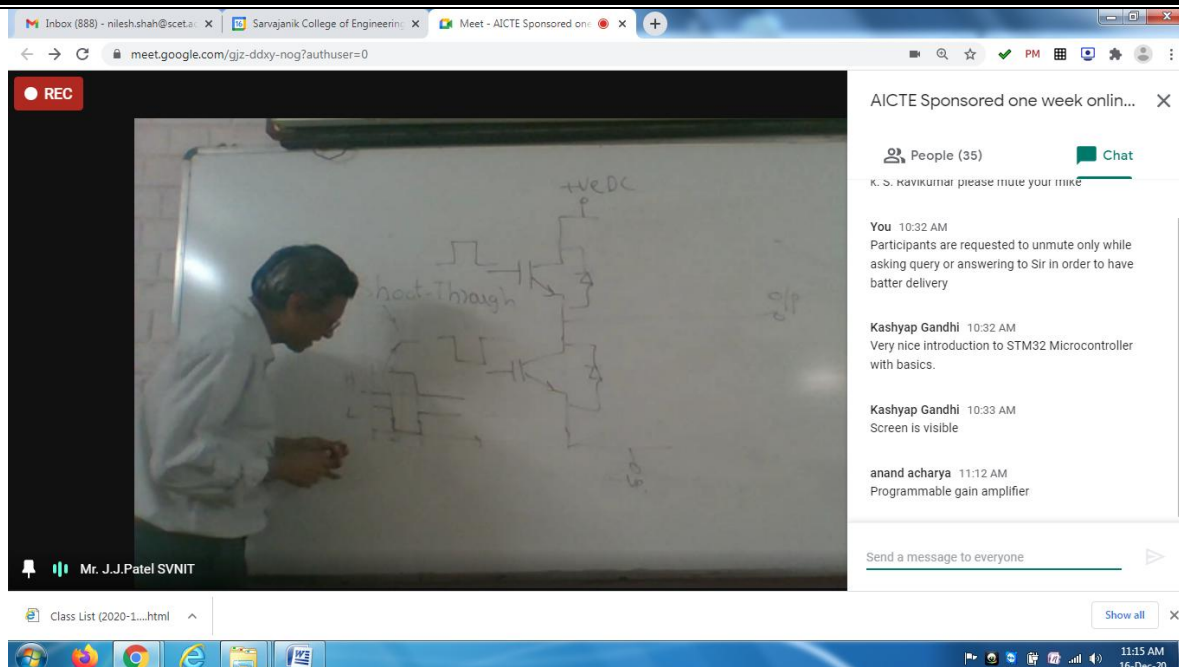 Inbox (888) - nilesh.shah@scet.a
Sarvajanik College of Engineering
Meet - AICTE Sponsored one
meet.google.com/gjz-ddxy-nog?authuser=0
PM
REC
AICTE Sponsored one week onlin...
People (35)
Chat
K. S. Ravikumar please mute your mike
You 10:32 AM
Participants are requested to unmute only while
asking query or answering to Sir in order to have
batter delivery
Kashyap Gandhi 10:32 AM
Very nice introduction to STM32 Microcontroller
with basics.
Kashyap Gandhi 10:33 AM
Screen is visible
anand acharya 11:12 AM
Programmable gain amplifier
Send a message to everyone
+ve DC
hoot-Through
o/p
H
L
Mr. J.J.Patel SVNIT
Class List (2020-1....html
Show all
11:15 AM
16-Dec-20